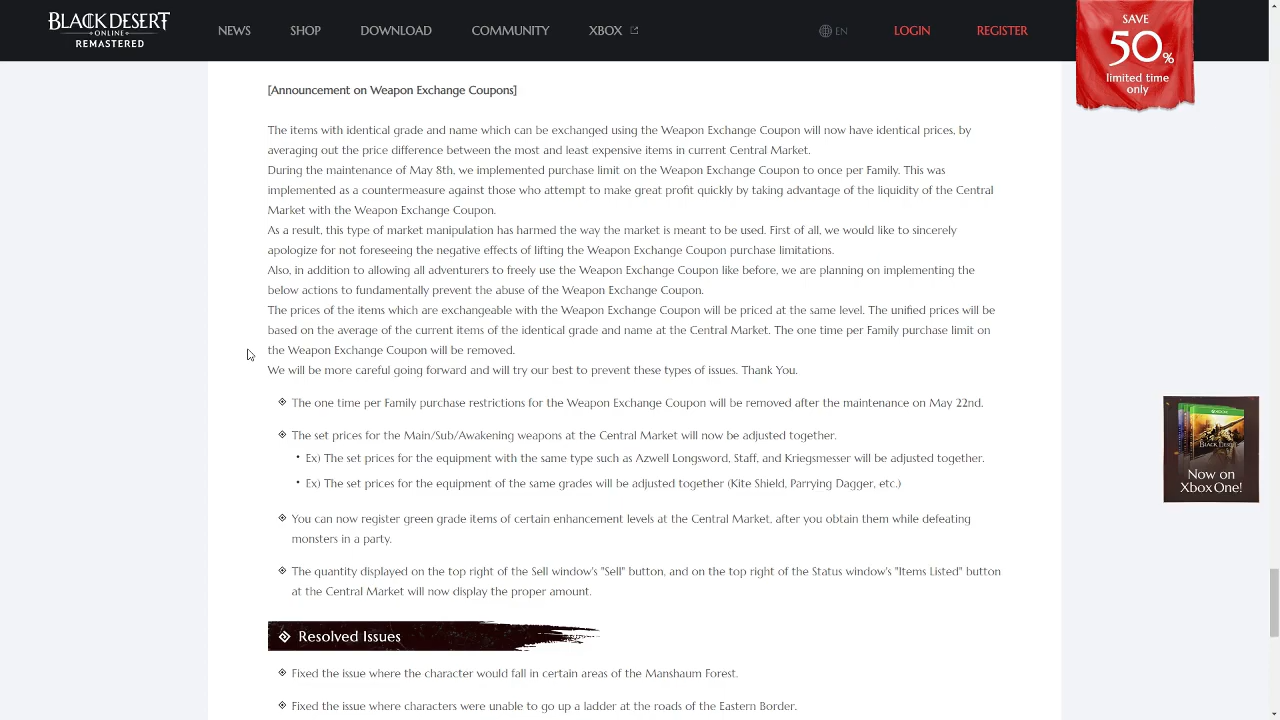 BLACK DESERT
ONLINE
REMASTERED
NEWS
SHOP
DOWNLOAD
COMMUNITY
XBOX
EN
LOGIN
REGISTER
SAVE
50%
limited time
only
[Announcement on Weapon Exchange Coupons]
The items with identical grade and name which can be exchanged using the Weapon Exchange Coupon will now have identical prices, by
averaging out the price difference between the most and least expensive items in current Central Market.
During the maintenance of May 8th, we implemented purchase limit on the Weapon Exchange Coupon to once per Family. This was
implemented as a countermeasure against those who attempt to make great profit quickly by taking advantage of the liquidity of the Central
Market with the Weapon Exchange Coupon.
As a result, this type of market manipulation has harmed the way the market is meant to be used. First of all, we would like to sincerely
apologize for not foreseeing the negative effects of lifting the Weapon Exchange Coupon purchase limitations.
Also, in addition to allowing all adventurers to freely use the Weapon Exchange Coupon like before, we are planning on implementing the
below actions to fundamentally prevent the abuse of the Weapon Exchange Coupon.
The prices of the items which are exchangeable with the Weapon Exchange Coupon will be priced at the same level. The unified prices will be
based on the average of the current items of the identical grade and name at the Central Market. The one time per Family purchase limit on
the Weapon Exchange Coupon will be removed.
We will be more careful going forward and will try our best to prevent these types of issues. Thank You.
The one time per Family purchase restrictions for the Weapon Exchange Coupon will be removed after the maintenance on May 22nd.
The set prices for the Main/Sub/Awakening weapons at the Central Market will now be adjusted together.
• Ex) The set prices for the equipment with the same type such as Azwell Longsword, Staff, and Kriegsmesser will be adjusted together.
• Ex) The set prices for the equipment of the same grades will be adjusted together (Kite Shield, Parrying Dagger, etc.)
You can now register green grade items of certain enhancement levels at the Central Market, after you obtain them while defeating
monsters in a party.
The quantity displayed on the top right of the Sell window's "Sell" button, and on the top right of the Status window's "Items Listed" button
at the Central Market will now display the proper amount.
BLACK DESERT
Now on
Xbox One!
Resolved Issues
Fixed the issue where the character would fall in certain areas of the Manshaum Forest.
Fixed the issue where characters were unable to go up a ladder at the roads of the Eastern Border.